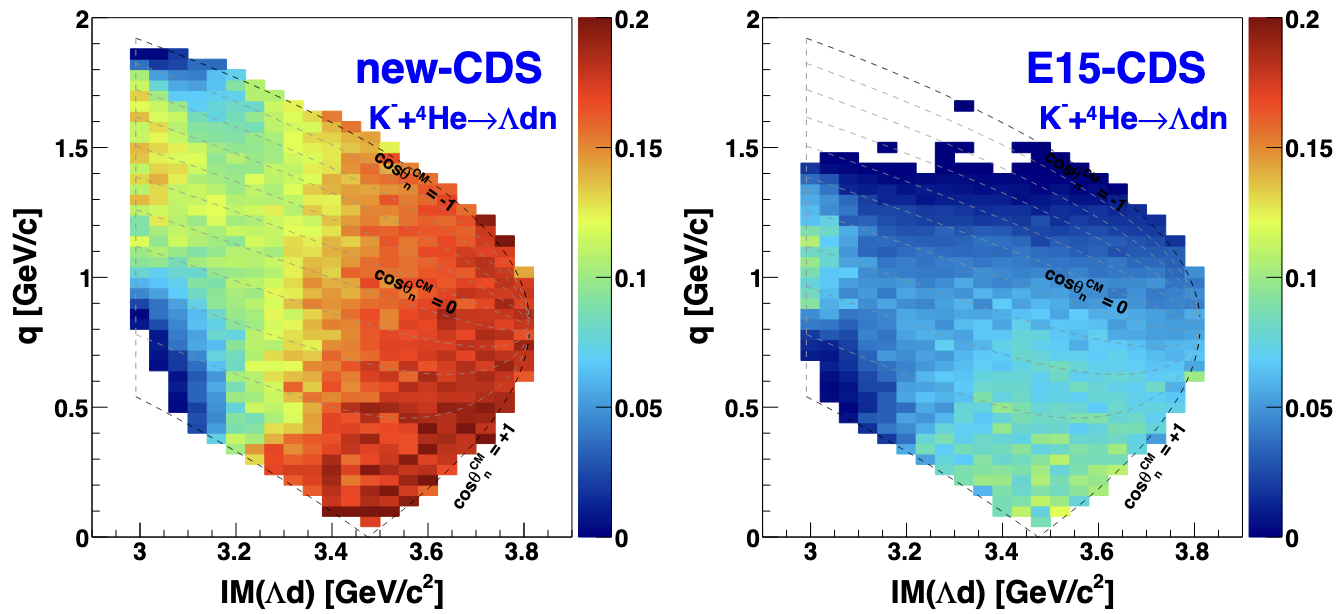 new-CDS
K⁻+⁴He→Λdn
cosθₙᶜᴹ = -1
cosθₙᶜᴹ = 0
cosθₙᶜᴹ = +1
q [GeV/c]
2
1.5
1
0.5
0
3
3.2
3.4
3.6
3.8
IM(Λd) [GeV/c²]
0.2
0.15
0.1
0.05
0
E15-CDS
K⁻+⁴He→Λdn
cosθₙᶜᴹ = -1
cosθₙᶜᴹ = 0
cosθₙᶜᴹ = +1
q [GeV/c]
2
1.5
1
0.5
0
3
3.2
3.4
3.6
3.8
IM(Λd) [GeV/c²]
0.2
0.15
0.1
0.05
0